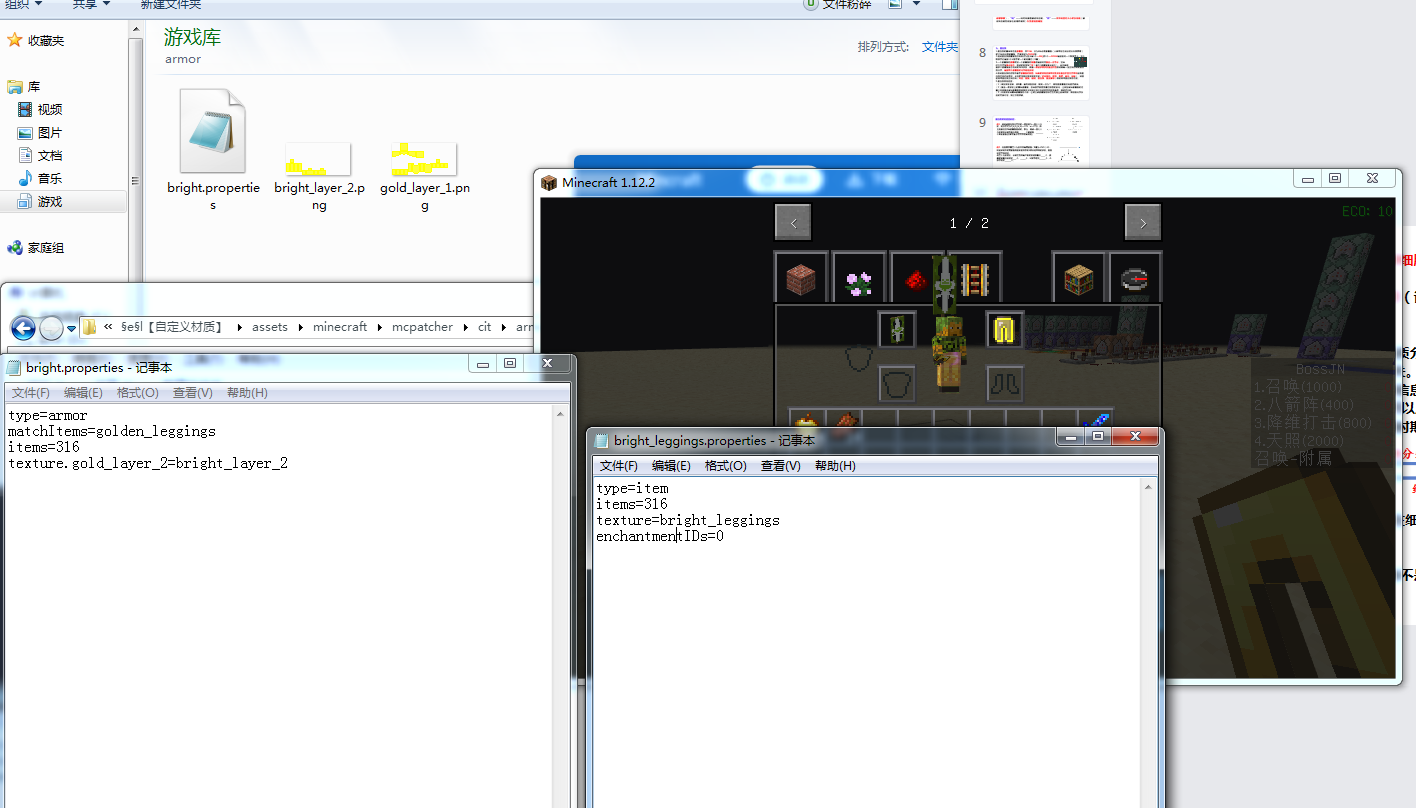 组织 共享 新建文件夹
文件粉碎
收藏夹
库
视频
图片
文档
音乐
游戏
家庭组
游戏库
armor
排列方式: 文件夹
bright.properties
bright_layer_2.png
gold_layer_1.png
8
9
« §e§l【自定义材质】 ▸ assets ▸ minecraft ▸ mcpatcher ▸ cit ▸
bright.properties - 记事本
文件(F) 编辑(E) 格式(O) 查看(V) 帮助(H)
type=armor
matchItems=golden_leggings
items=316
texture.gold_layer_2=bright_layer_2
Minecraft 1.12.2
< 1 / 2 >
ECO: 10
BossJN
1.召唤(1000)
2.八箭阵(400)
3.降维打击(800)
4.天照(2000)
召唤-附属
bright_leggings.properties - 记事本
文件(F) 编辑(E) 格式(O) 查看(V) 帮助(H)
type=item
items=316
texture=bright_leggings
enchantmentIDs=0